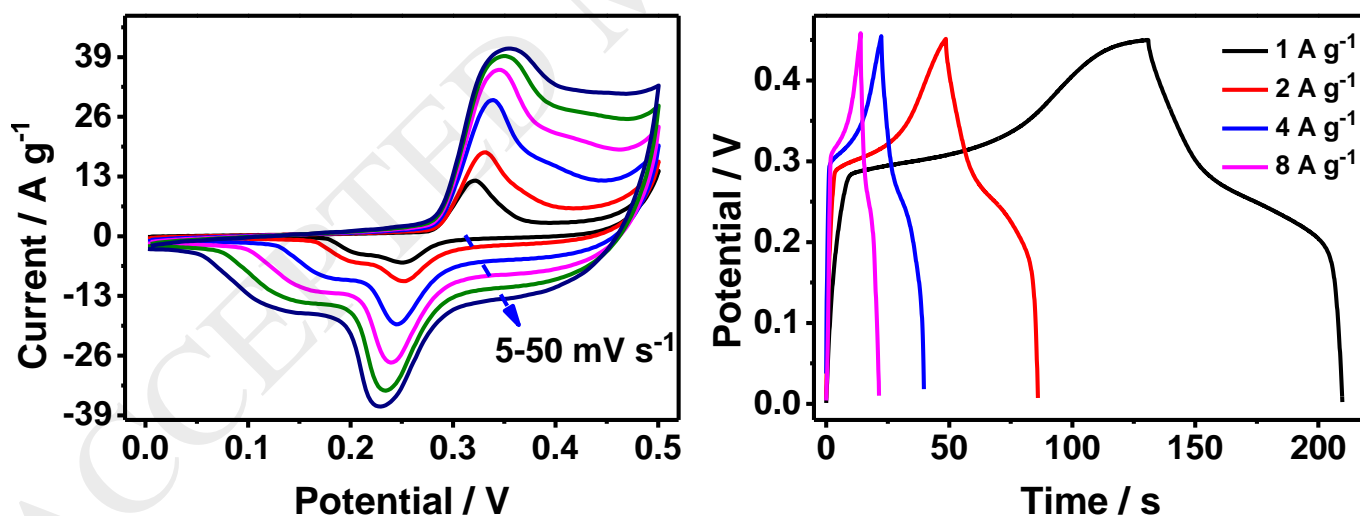 ACCEPTED M
39
26
13
0
-13
-26
-39
Current / A g⁻¹
5-50 mV s⁻¹
0.0 0.1 0.2 0.3 0.4 0.5
Potential / V
0.4
0.3
0.2
0.1
0.0
Potential / V
1 A g⁻¹
2 A g⁻¹
4 A g⁻¹
8 A g⁻¹
0 50 100 150 200
Time / s